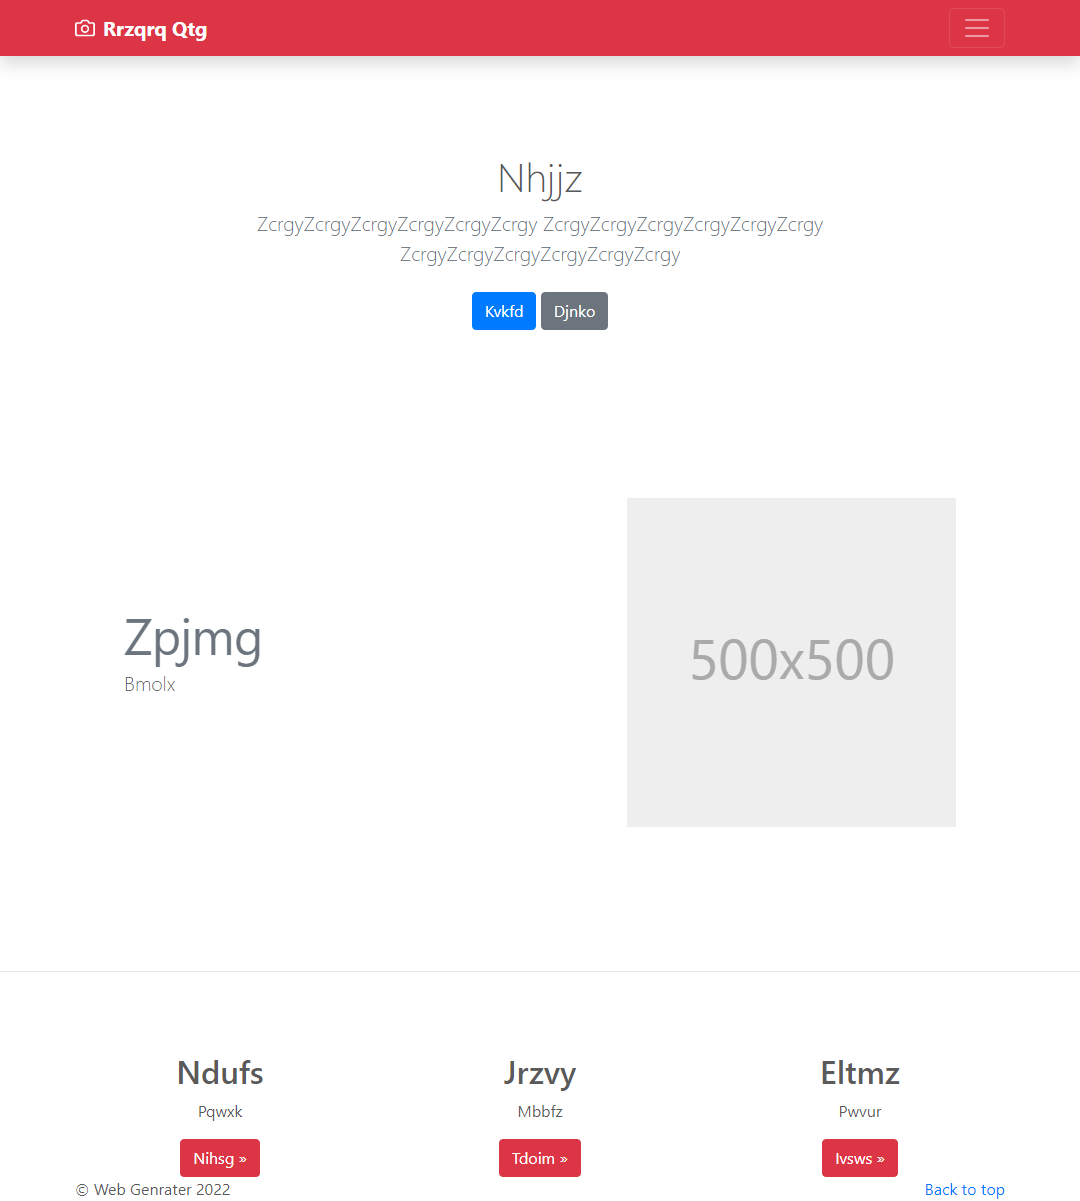 Rrzqrq Qtg
Nhjjz
ZcrgyZcrgyZcrgyZcrgyZcrgyZcrgy ZcrgyZcrgyZcrgyZcrgyZcrgyZcrgy
ZcrgyZcrgyZcrgyZcrgyZcrgyZcrgy
Kvkfd Djnko
Zpjmg
Bmolx
500x500
Ndufs Jrzvy Eltmz
Pqwxk Mbbfz Pwvur
Nihsg » Tdoim » Ivsws »
© Web Genrater 2022 Back to top